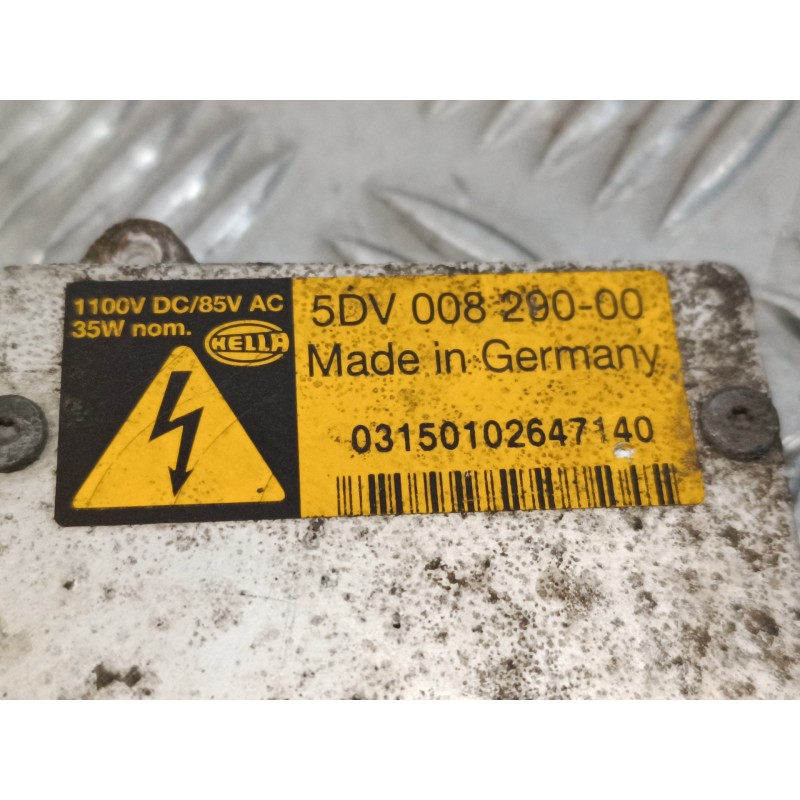 1100V DC/85V AC
35W nom.
HELLA
5DV 008 290-00
Made in Germany
03150102647140